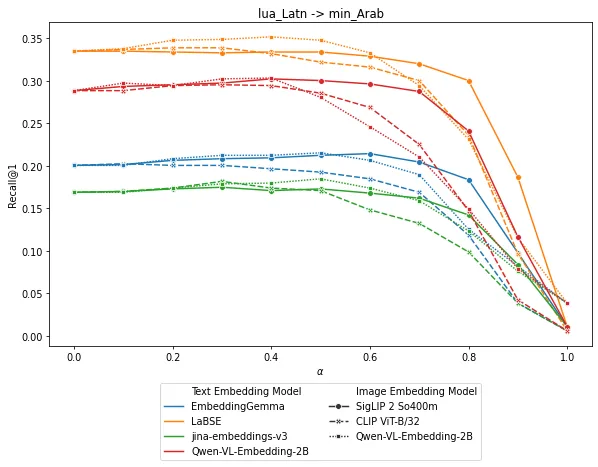 lua_Latn -> min_Arab
Recall@1
0.35
0.30
0.25
0.20
0.15
0.10
0.05
0.00
0.0 0.2 0.4 0.6 0.8 1.0
α
Text Embedding Model Image Embedding Model
EmbeddingGemma SigLIP 2 So400m
LaBSE CLIP ViT-B/32
jina-embeddings-v3 Qwen-VL-Embedding-2B
Qwen-VL-Embedding-2B